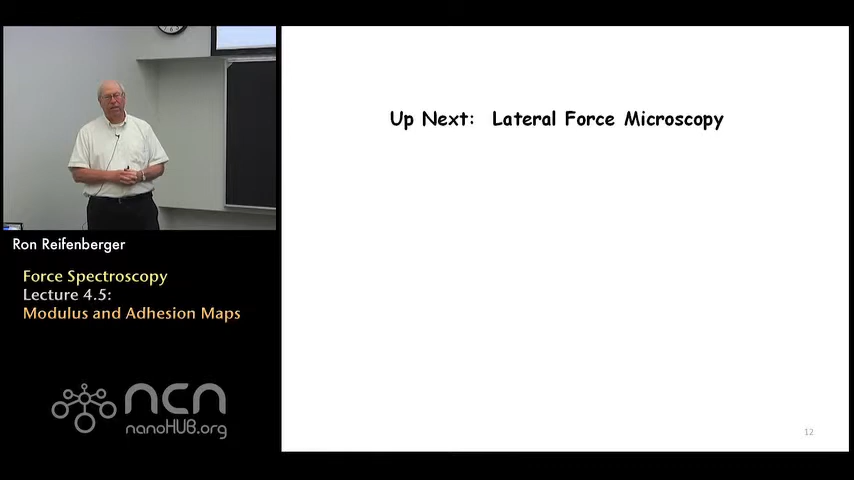 Up Next: Lateral Force Microscopy
Ron Reifenberger
Force Spectroscopy
Lecture 4.5:
Modulus and Adhesion Maps
ncn
nanoHUB.org
12